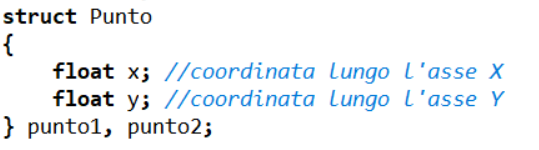 struct Punto
{
    float x; //coordinata lungo l'asse X
    float y; //coordinata lungo l'asse Y
} punto1, punto2;